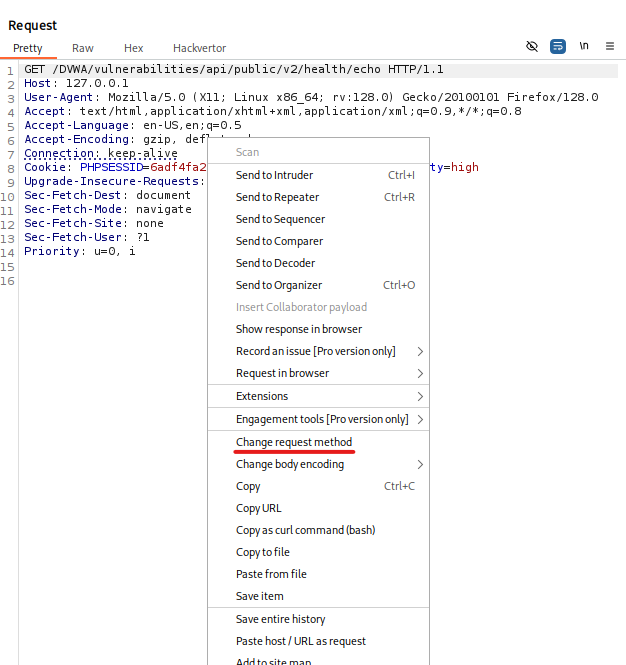 Request
Pretty Raw Hex Hackvertor \n
1 GET /DVWA/vulnerabilities/api/public/v2/health/echo HTTP/1.1
2 Host: 127.0.0.1
3 User-Agent: Mozilla/5.0 (X11; Linux x86_64; rv:128.0) Gecko/20100101 Firefox/128.0
4 Accept: text/html,application/xhtml+xml,application/xml;q=0.9,*/*;q=0.8
5 Accept-Language: en-US,en;q=0.5
6 Accept-Encoding: gzip,
7 Connection: keep-alive
8 Cookie: PHPSESSID=6adf4fa2 ty=high
9 Upgrade-Insecure-Requests:
10 Sec-Fetch-Dest: document
11 Sec-Fetch-Mode: navigate
12 Sec-Fetch-Site: none
13 Sec-Fetch-User: ?1
14 Priority: u=0, i
15
16
Scan
Send to Intruder Ctrl+I
Send to Repeater Ctrl+R
Send to Sequencer
Send to Comparer
Send to Decoder
Send to Organizer Ctrl+O
Insert Collaborator payload
Show response in browser
Record an issue [Pro version only]
Request in browser
Extensions
Engagement tools [Pro version only]
Change request method
Change body encoding
Copy Ctrl+C
Copy URL
Copy as curl command (bash)
Copy to file
Paste from file
Save item
Save entire history
Paste host / URL as request
Add to site map